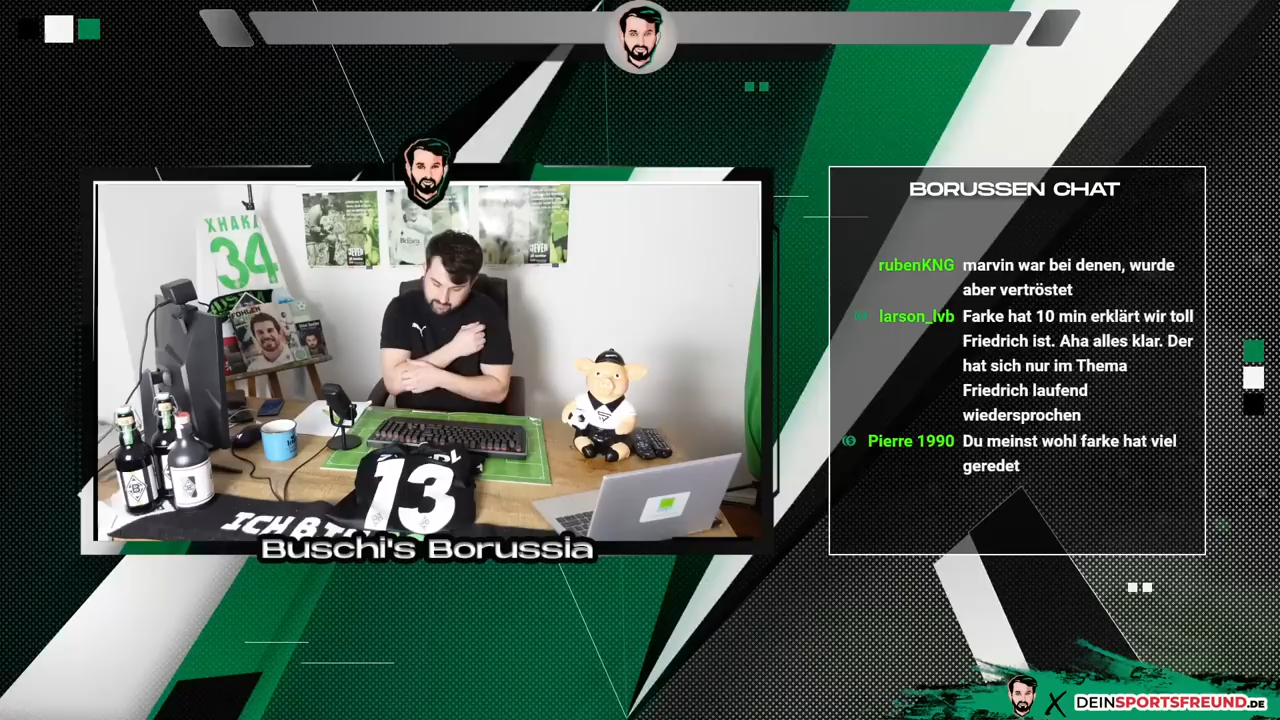 BORUSSEN CHAT
XHAKA
34
rubenKNG marvin war bei denen, wurde
aber vertröstet
larson_lvb Farke hat 10 min erklärt wir toll
Friedrich ist. Aha alles klar. Der
hat sich nur im Thema
Friedrich laufend
wiedersprochen
Pierre 1990 Du meinst wohl farke hat viel
geredet
13
Buschi's Borussia
X DEINSPORTSFREUND.DE